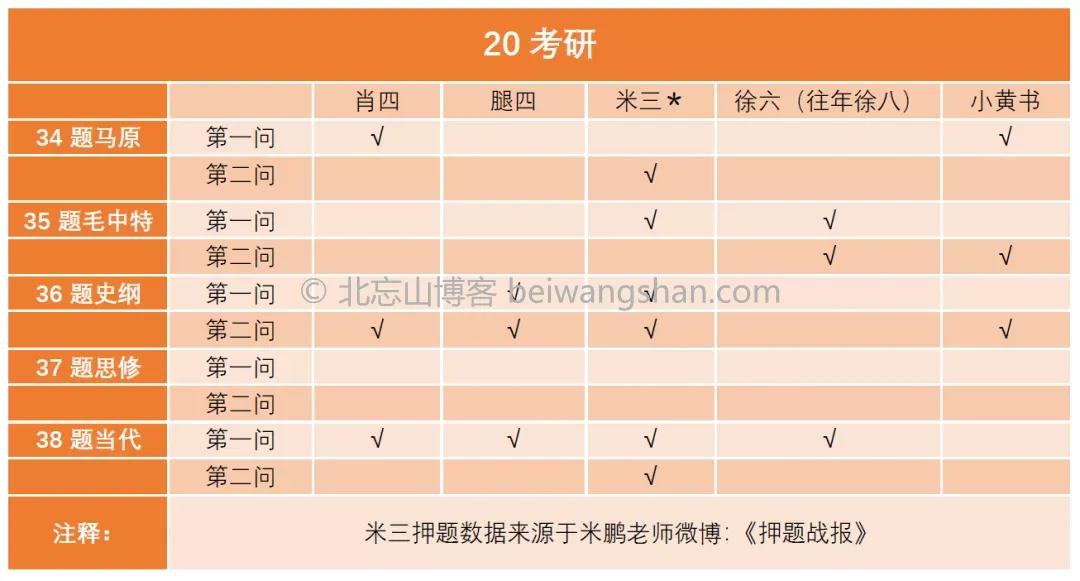 20 考研
肖四 腿四 米三* 徐六（往年徐八） 小黄书
34 题马原 第一问 √ √
第二问 √
35 题毛中特 第一问 √ √
第二问 √ √
36 题史纲 第一问 √ √
© 北忘山博客 beiwangshan.com
第二问 √ √ √ √
37 题思修 第一问
第二问
38 题当代 第一问 √ √ √ √
第二问 √
注释： 米三押题数据来源于米鹏老师微博：《押题战报》